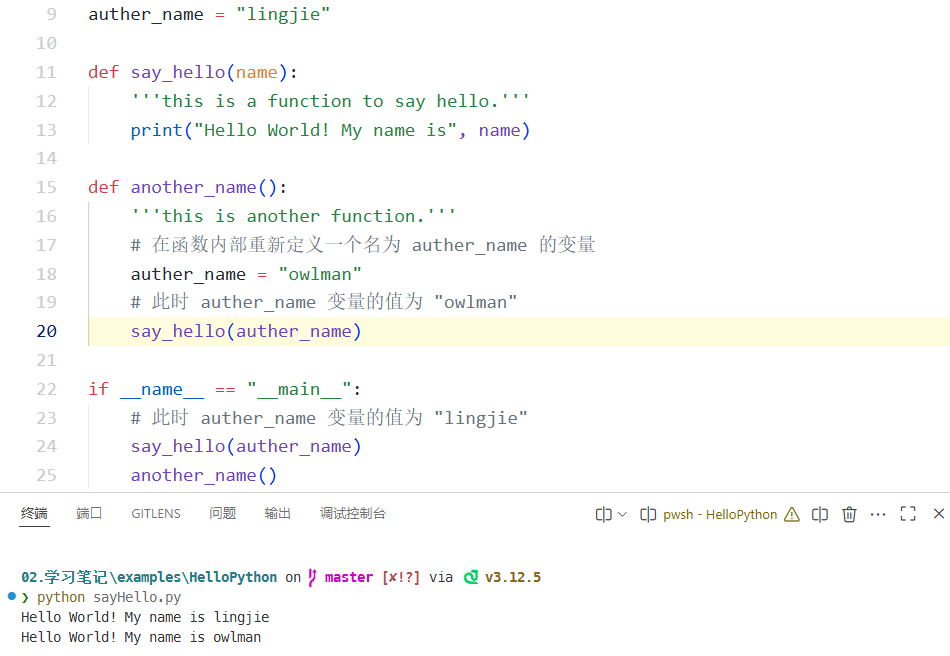 9 auther_name = "lingjie"
10
11 def say_hello(name):
12 '''this is a function to say hello.'''
13 print("Hello World! My name is", name)
14
15 def another_name():
16 '''this is another function.'''
17 # 在函数内部重新定义一个名为 auther_name 的变量
18 auther_name = "owlman"
19 # 此时 auther_name 变量的值为 "owlman"
20 say_hello(auther_name)
21
22 if __name__ == "__main__":
23 # 此时 auther_name 变量的值为 "lingjie"
24 say_hello(auther_name)
25 another_name()
终端 端口 GITLENS 问题 输出 调试控制台 pwsh - HelloPython
02.学习笔记\examples\HelloPython on master [✘!?] via v3.12.5
❯ python sayHello.py
Hello World! My name is lingjie
Hello World! My name is owlman